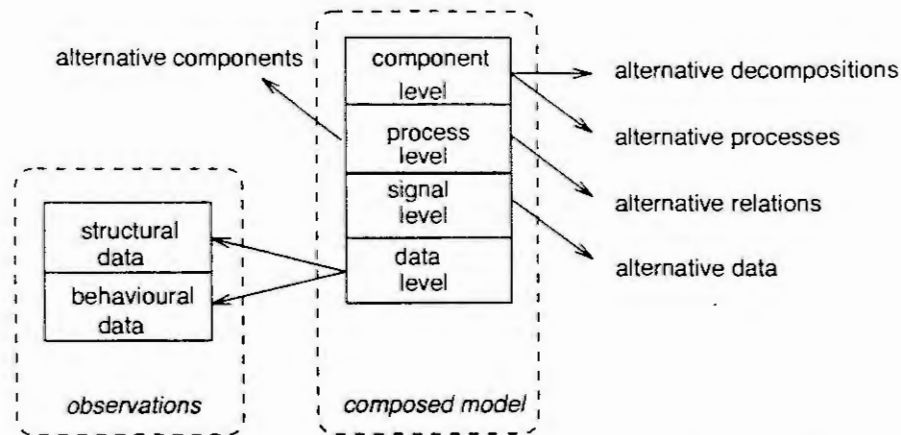 alternative components
component
level
process
level
signal
level
data
level
alternative decompositions
alternative processes
alternative relations
alternative data
structural
data
behavioural
data
observations
composed model